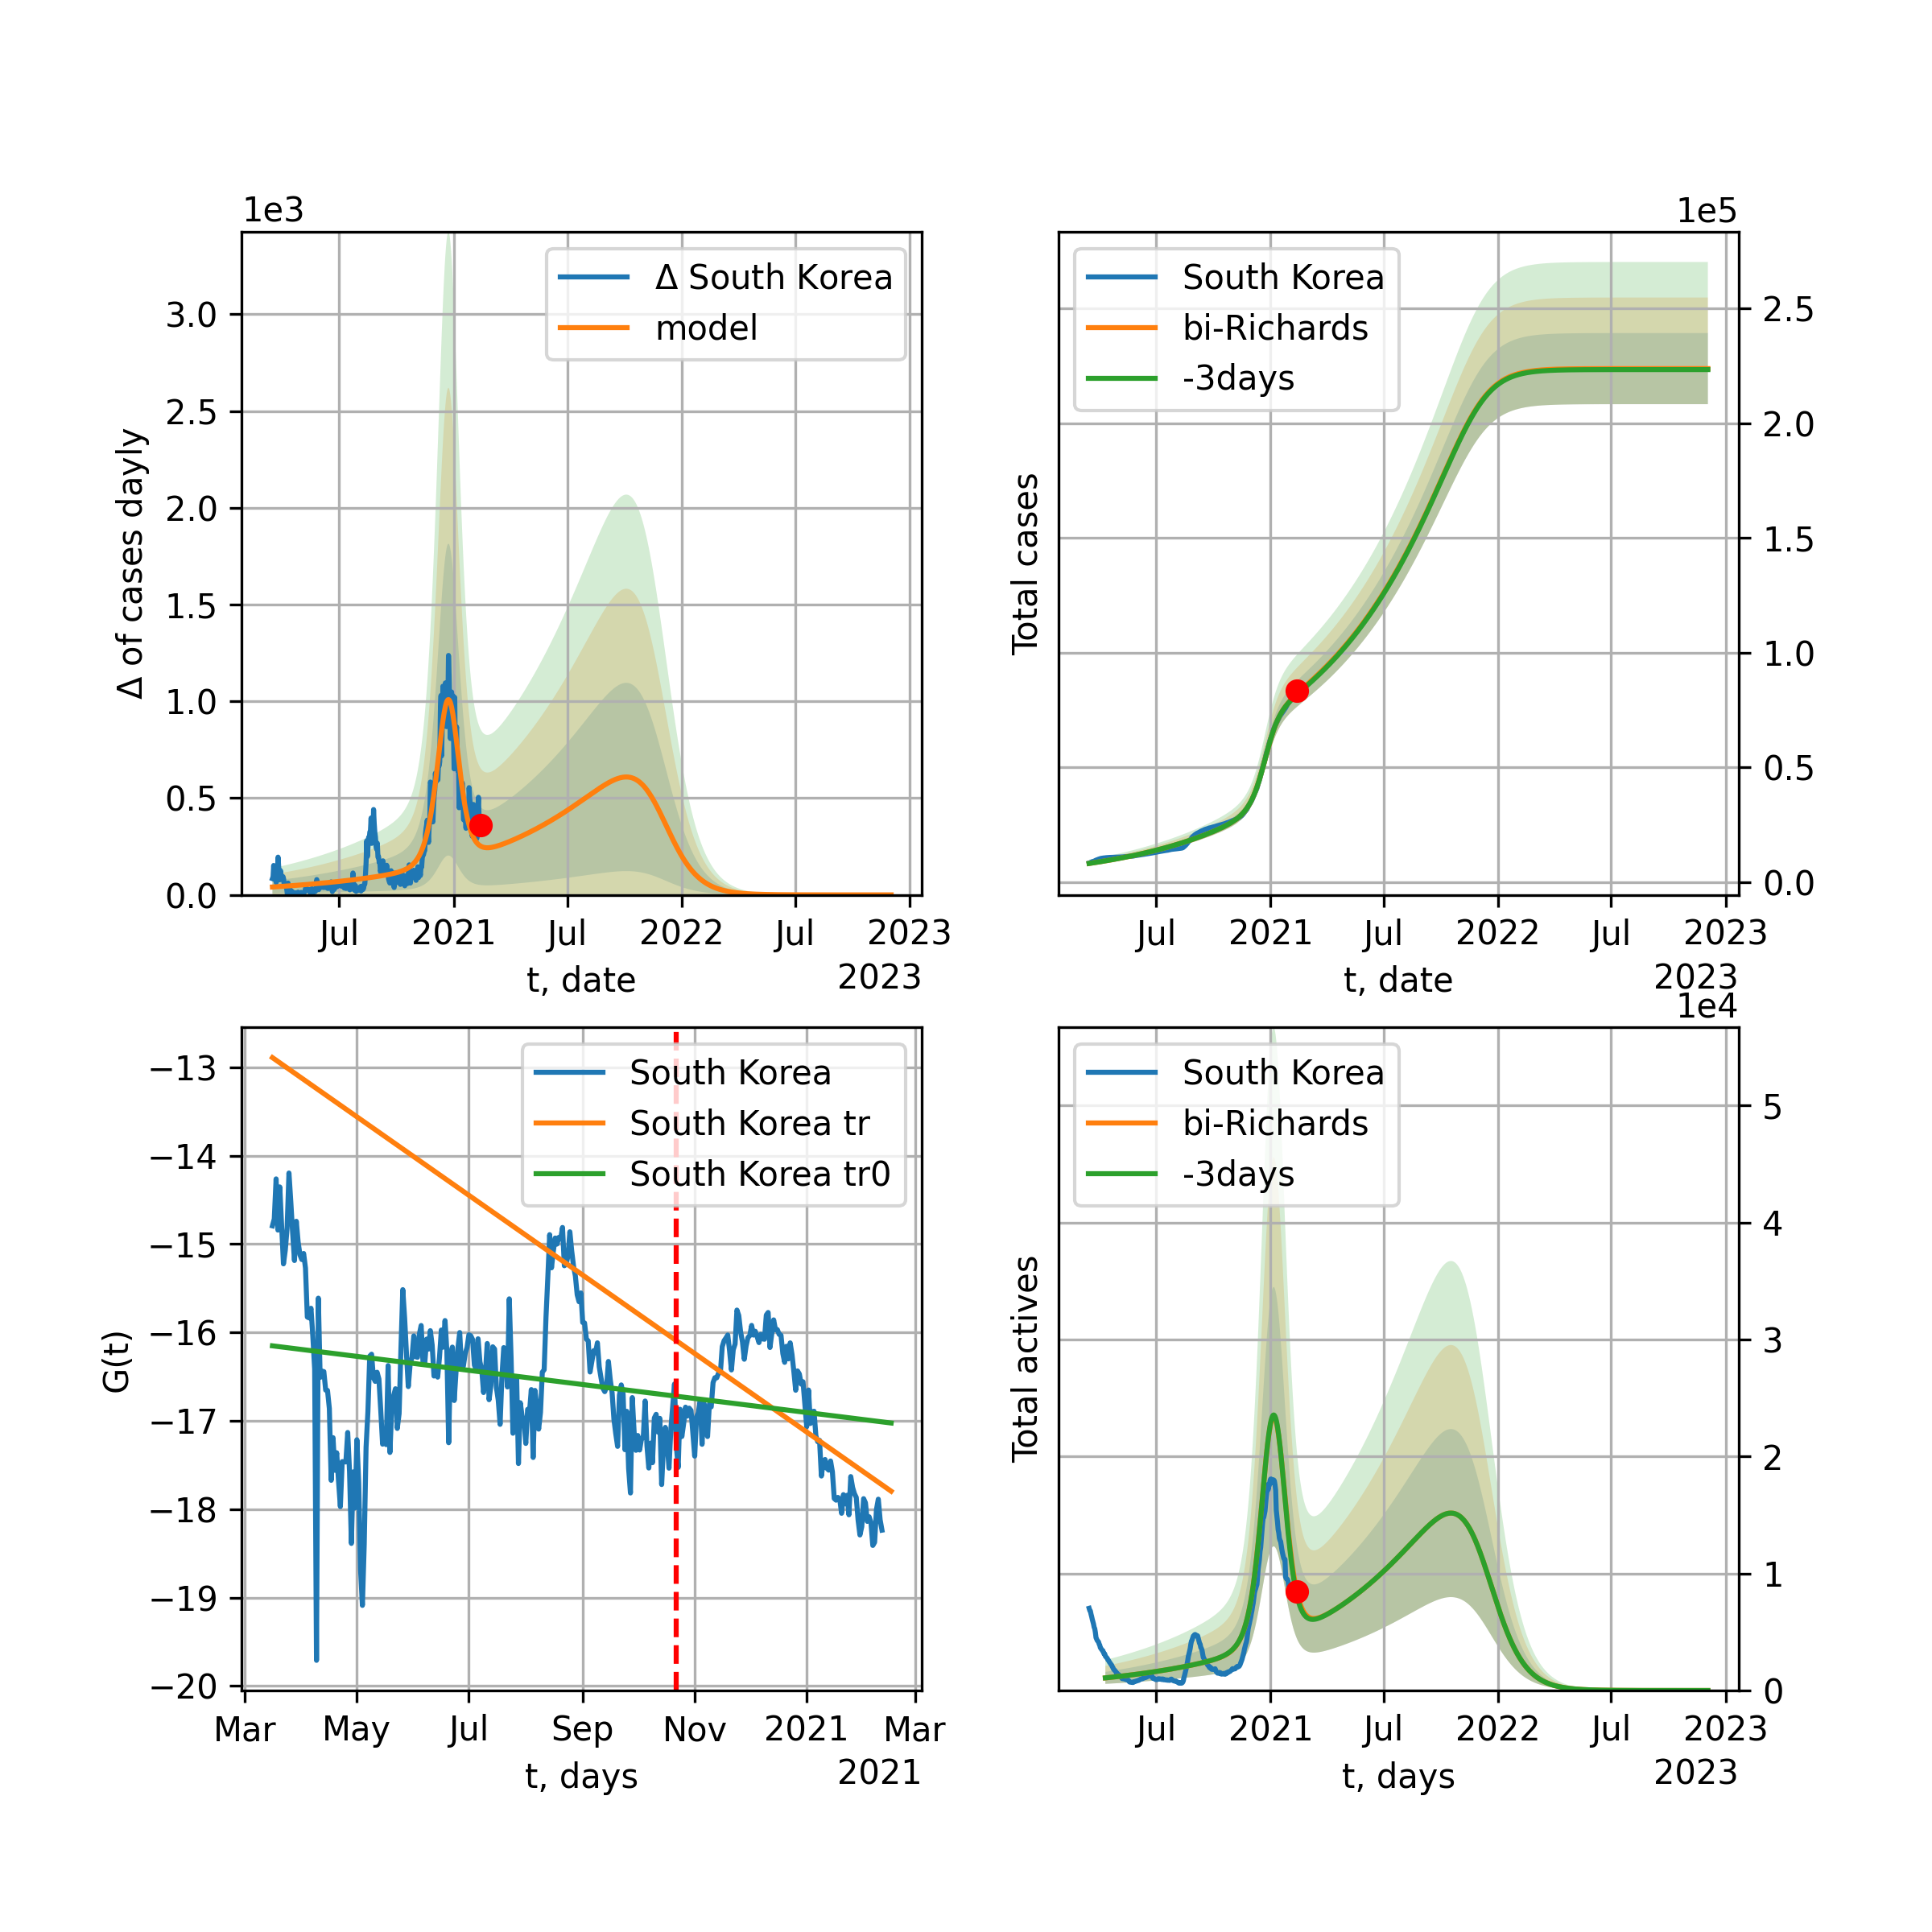 1e3
Δ of cases dayly
3.0
2.5
2.0
1.5
1.0
0.5
0.0
Δ South Korea
model
Jul 2021 Jul 2022 Jul 2023
t, date
2023
1e5
Total cases
South Korea
bi-Richards
-3days
2.5
2.0
1.5
1.0
0.5
0.0
Jul 2021 Jul 2022 Jul 2023
t, date
2023
G(t)
−13
−14
−15
−16
−17
−18
−19
−20
South Korea
South Korea tr
South Korea tr0
Mar May Jul Sep Nov 2021 Mar
t, days
2021
1e4
Total actives
South Korea
bi-Richards
-3days
5
4
3
2
1
0
Jul 2021 Jul 2022 Jul 2023
t, days
2023